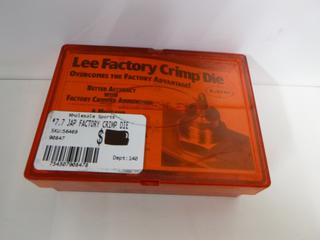 Lee Factory Crimp Die
Overcomes the Factory Advantage!
Better Accuracy
with
Factory Crimped Ammunition
Wholesale Sports
*7.7 JAP FACTORY CRIMP DIE
SKU:56469
90847
$
Dept:140
734307908478